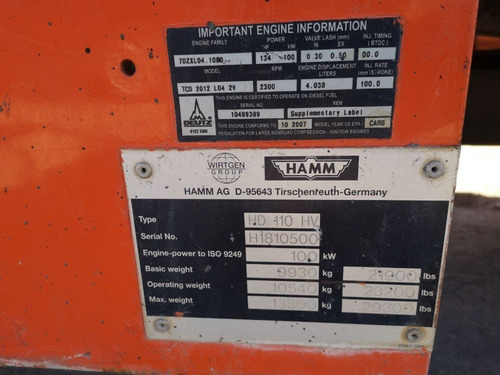 IMPORTANT ENGINE INFORMATION
ENGINE FAMILY POWER VALVE LASH (mm) INJ. TIMING
HP kW IN EX (BTDC)
7DZXL04.1080 134 100 0.30 0.50 00.0
MODEL RPM ENGINE DISPLACEMENT LITERS INJ. RATE (mm3/STROKE)
TCD 2012 L04 2V 2300 4.038 100.0
THIS ENGINE IS CERTIFIED TO OPERATE ON DIESEL FUEL
SERIAL NO. REM
10499389 Supplementary Label
DEUTZ
THIS ENGINE CONFORMS TO 10 2007 MODEL YEAR US EPA CARB
REGULATION FOR LARGE NONROAD COMPRESSION - IGNITION ENGINES
WIRTGEN GROUP
HAMM
HAMM AG D-95643 Tirschenreuth-Germany
Type HD 110 HV
Serial No. H1810500
Engine-power to ISO 9249 100 kW
Basic weight 9930 kg 21900 lbs
Operating weight 10540 kg 23200 lbs
Max. weight 13300 kg lbs